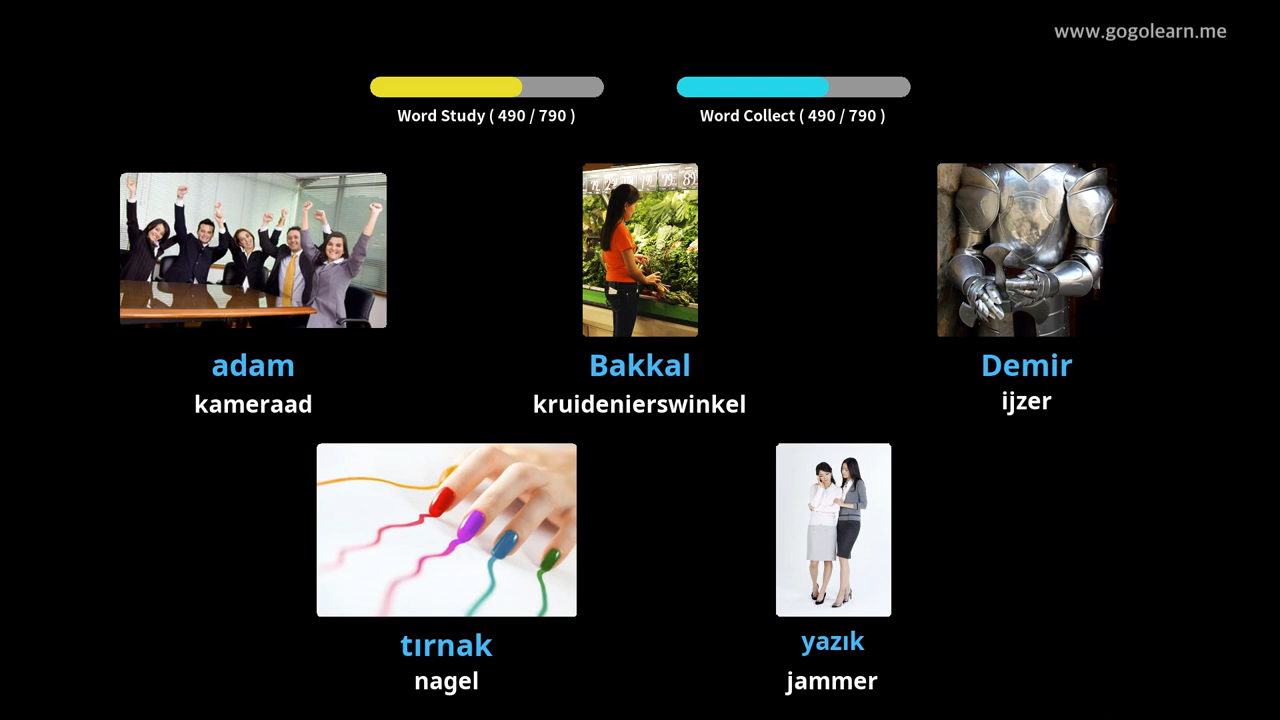 www.gogolearn.me
Word Study ( 490 / 790 )
Word Collect ( 490 / 790 )
adam
kameraad
Bakkal
kruidenierswinkel
Demir
ijzer
tırnak
nagel
yazık
jammer